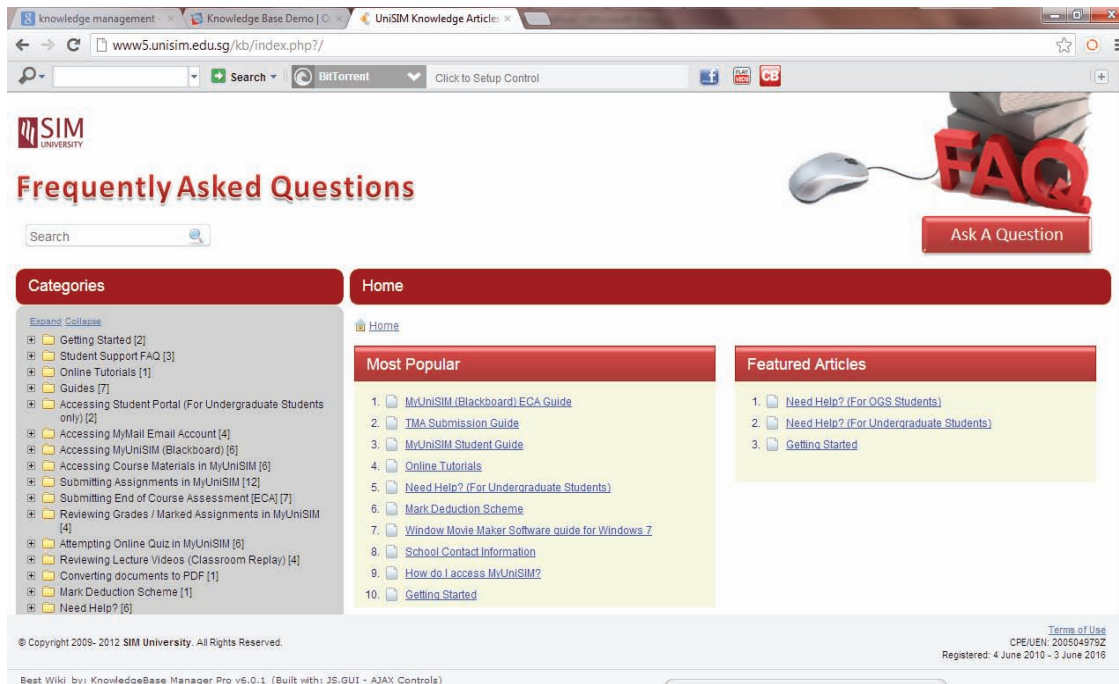 knowledge management -
Knowledge Base Demo | O
UniSIM Knowledge Articles
www5.unisim.edu.sg/kb/index.php?/
Search
BitTorrent
Click to Setup Control
PLAY VIDS
CB
SIM
UNIVERSITY
FAQ
Frequently Asked Questions
Search
Ask A Question
Categories
Expand Collapse
Getting Started [2]
Student Support FAQ [3]
Online Tutorials [1]
Guides [7]
Accessing Student Portal (For Undergraduate Students
only) [2]
Accessing MyMail Email Account [4]
Accessing MyUniSIM (Blackboard) [6]
Accessing Course Materials in MyUniSIM [6]
Submitting Assignments in MyUniSIM [12]
Submitting End of Course Assessment [ECA] [7]
Reviewing Grades / Marked Assignments in MyUniSIM
[4]
Attempting Online Quiz in MyUniSIM [6]
Reviewing Lecture Videos (Classroom Replay) [4]
Converting documents to PDF [1]
Mark Deduction Scheme [1]
Need Help? [6]
Home
Home
Most Popular
1. MyUniSIM (Blackboard) ECA Guide
2. TMA Submission Guide
3. MyUniSIM Student Guide
4. Online Tutorials
5. Need Help? (For Undergraduate Students)
6. Mark Deduction Scheme
7. Window Movie Maker Software guide for Windows 7
8. School Contact Information
9. How do I access MyUniSIM?
10. Getting Started
Featured Articles
1. Need Help? (For OGS Students)
2. Need Help? (For Undergraduate Students)
3. Getting Started
© Copyright 2009- 2012 SIM University. All Rights Reserved.
Terms of Use
CPE/UEN: 200504979Z
Registered: 4 June 2010 - 3 June 2016
Best Wiki by: KnowledgeBase Manager Pro v6.0.1 (Built with: JS.GUI - AJAX Controls)